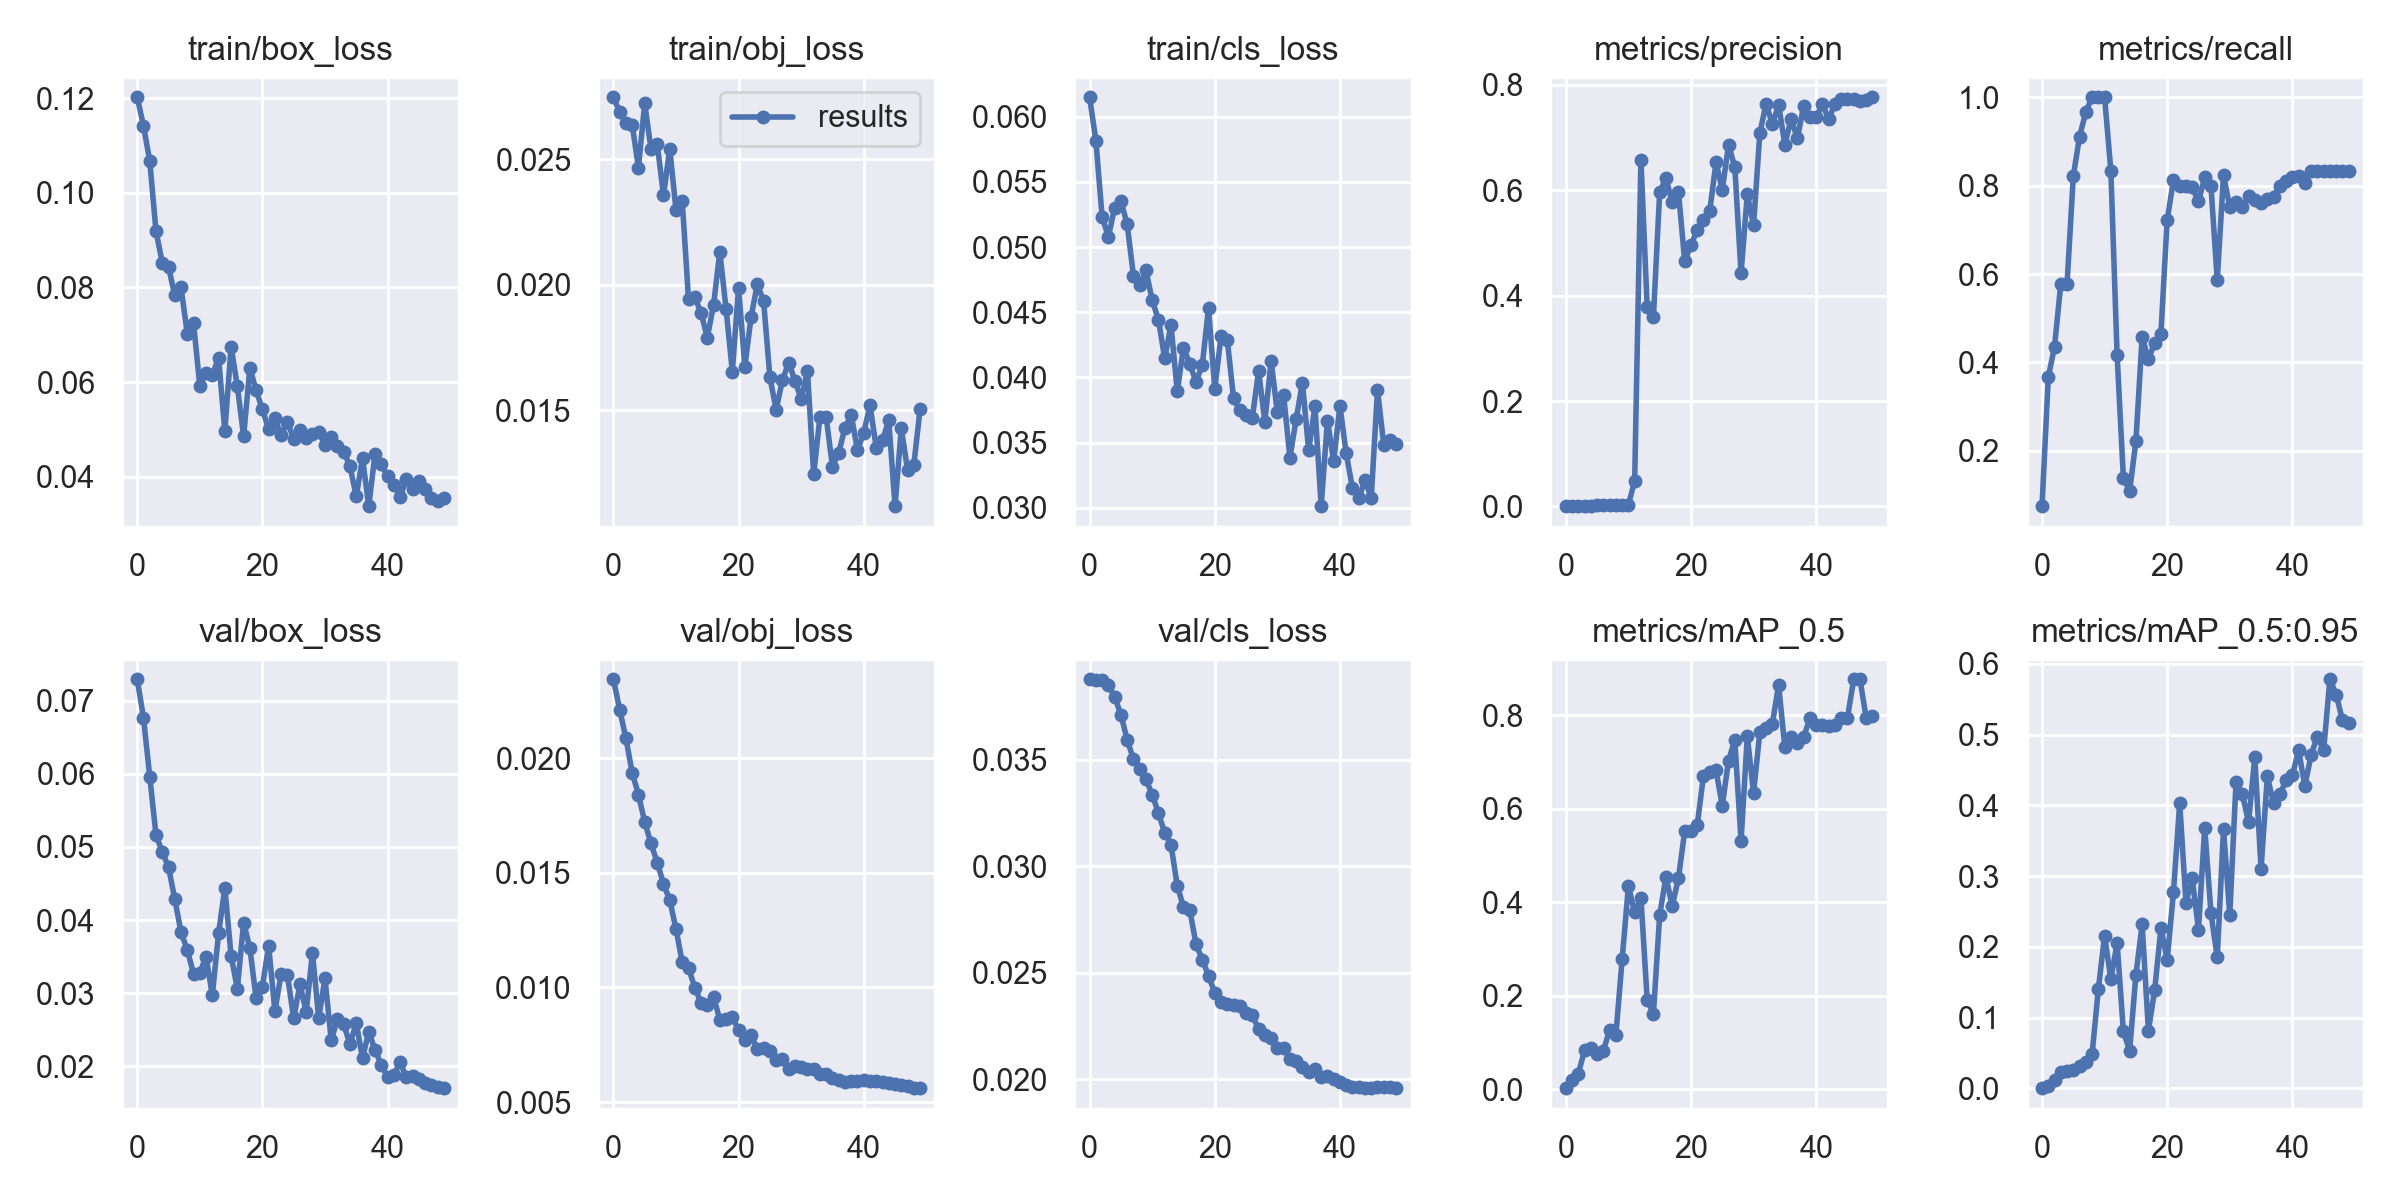 train/box_loss
0.12
0.10
0.08
0.06
0.04
0 20 40
train/obj_loss
results
0.025
0.020
0.015
0 20 40
train/cls_loss
0.060
0.055
0.050
0.045
0.040
0.035
0.030
0 20 40
metrics/precision
0.8
0.6
0.4
0.2
0.0
0 20 40
metrics/recall
1.0
0.8
0.6
0.4
0.2
0 20 40
val/box_loss
0.07
0.06
0.05
0.04
0.03
0.02
0 20 40
val/obj_loss
0.020
0.015
0.010
0.005
0 20 40
val/cls_loss
0.035
0.030
0.025
0.020
0 20 40
metrics/mAP_0.5
0.8
0.6
0.4
0.2
0.0
0 20 40
metrics/mAP_0.5:0.95
0.6
0.5
0.4
0.3
0.2
0.1
0.0
0 20 40